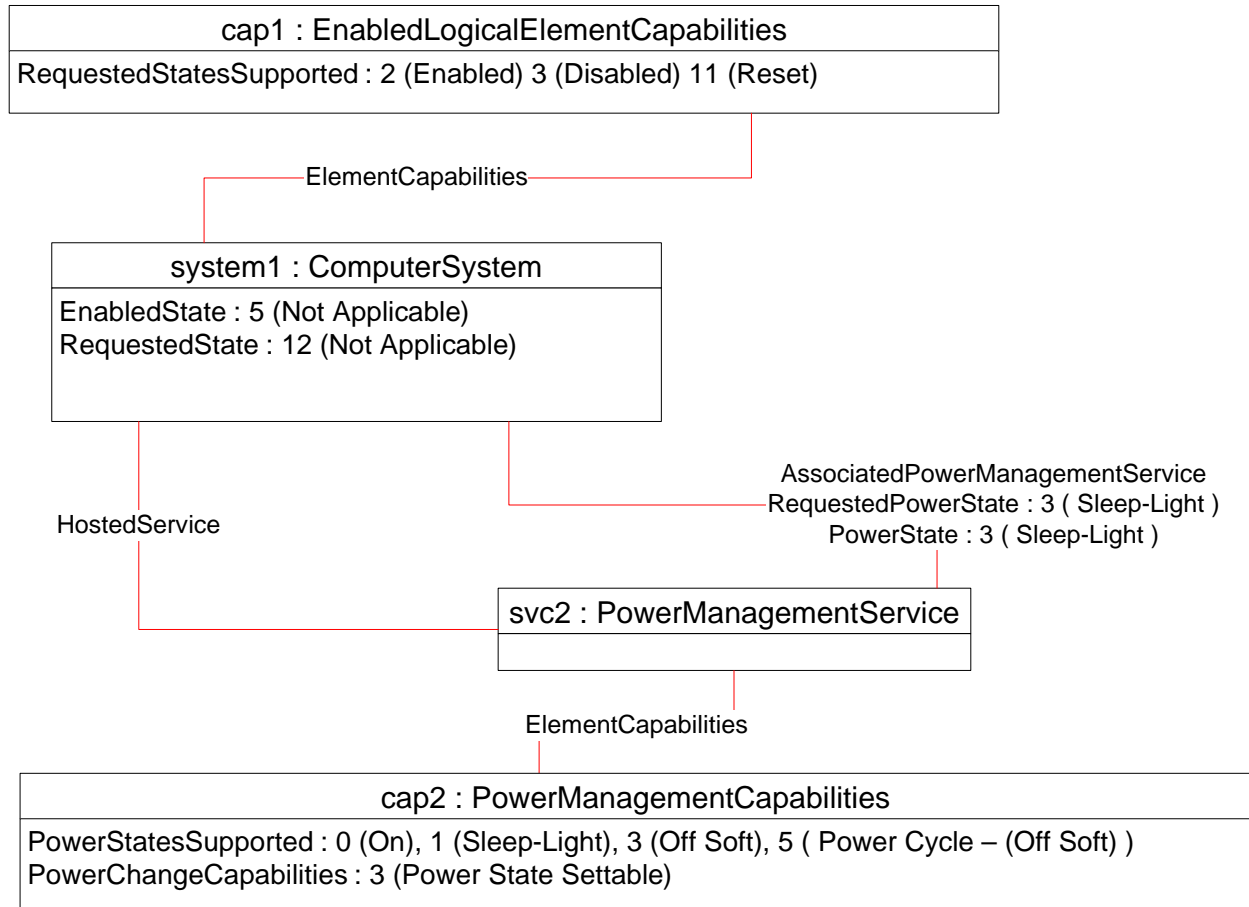 cap1 : EnabledLogicalElementCapabilities
RequestedStatesSupported : 2 (Enabled) 3 (Disabled) 11 (Reset)
ElementCapabilities
system1 : ComputerSystem
EnabledState : 5 (Not Applicable)
RequestedState : 12 (Not Applicable)
AssociatedPowerManagementService
RequestedPowerState : 3 ( Sleep-Light )
PowerState : 3 ( Sleep-Light )
HostedService
svc2 : PowerManagementService
ElementCapabilities
cap2 : PowerManagementCapabilities
PowerStatesSupported : 0 (On), 1 (Sleep-Light), 3 (Off Soft), 5 ( Power Cycle – (Off Soft) )
PowerChangeCapabilities : 3 (Power State Settable)